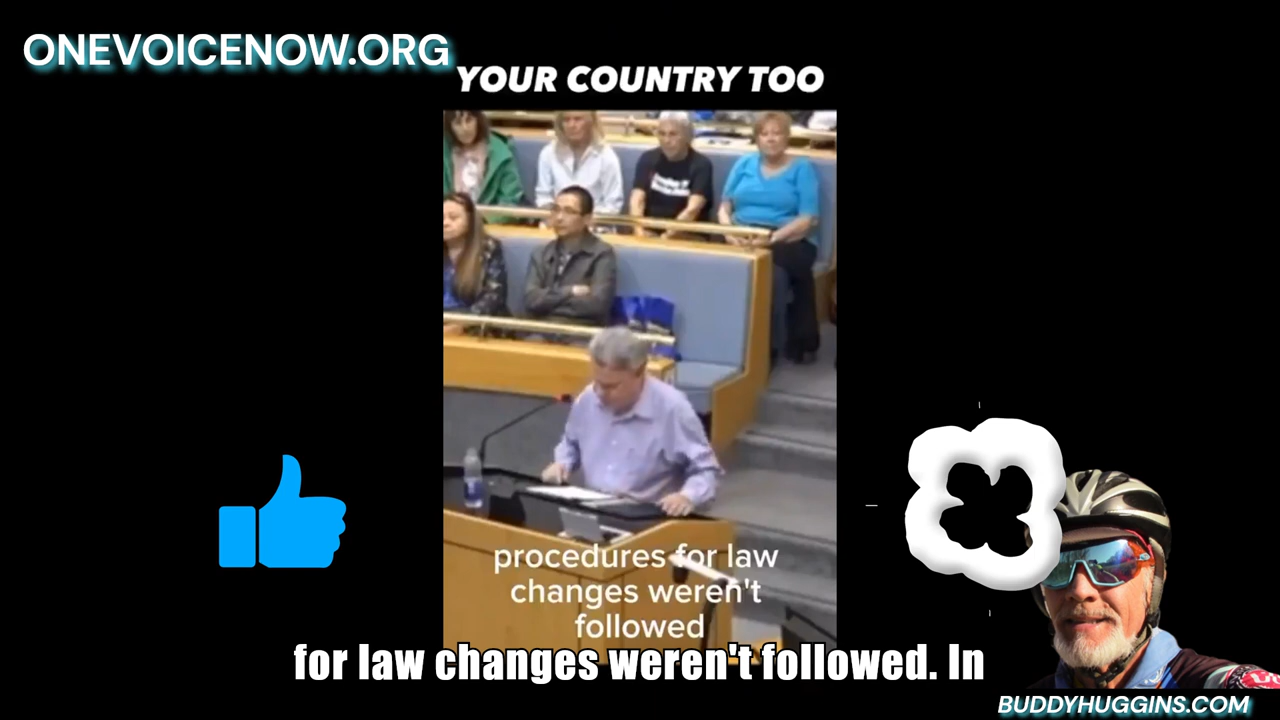 ONEVOICENOW.ORG
YOUR COUNTRY TOO
procedures for law
changes weren't
followed
for law changes weren't followed. In
BUDDYHUGGINS.COM